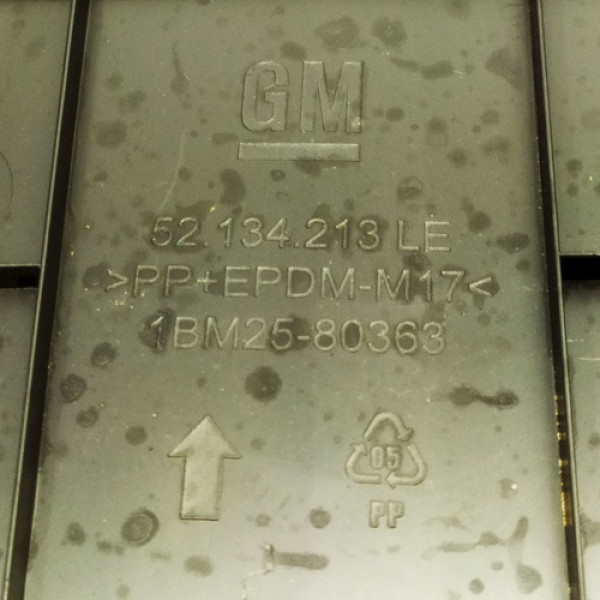 GM
52.134.213 LE
>PP+EPDM-M17<
1BM25-80363
05
PP